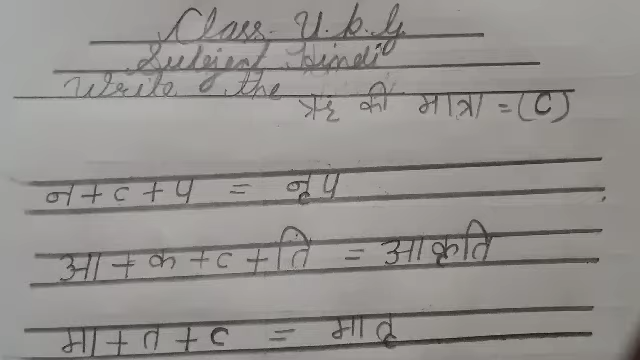 Class U.K.G
Subject Hindi
Write the ऋ की मात्रा = (c)
न + c + प = नृप
आ + क + c + ति = आकृति
मा + त + c = मातृ